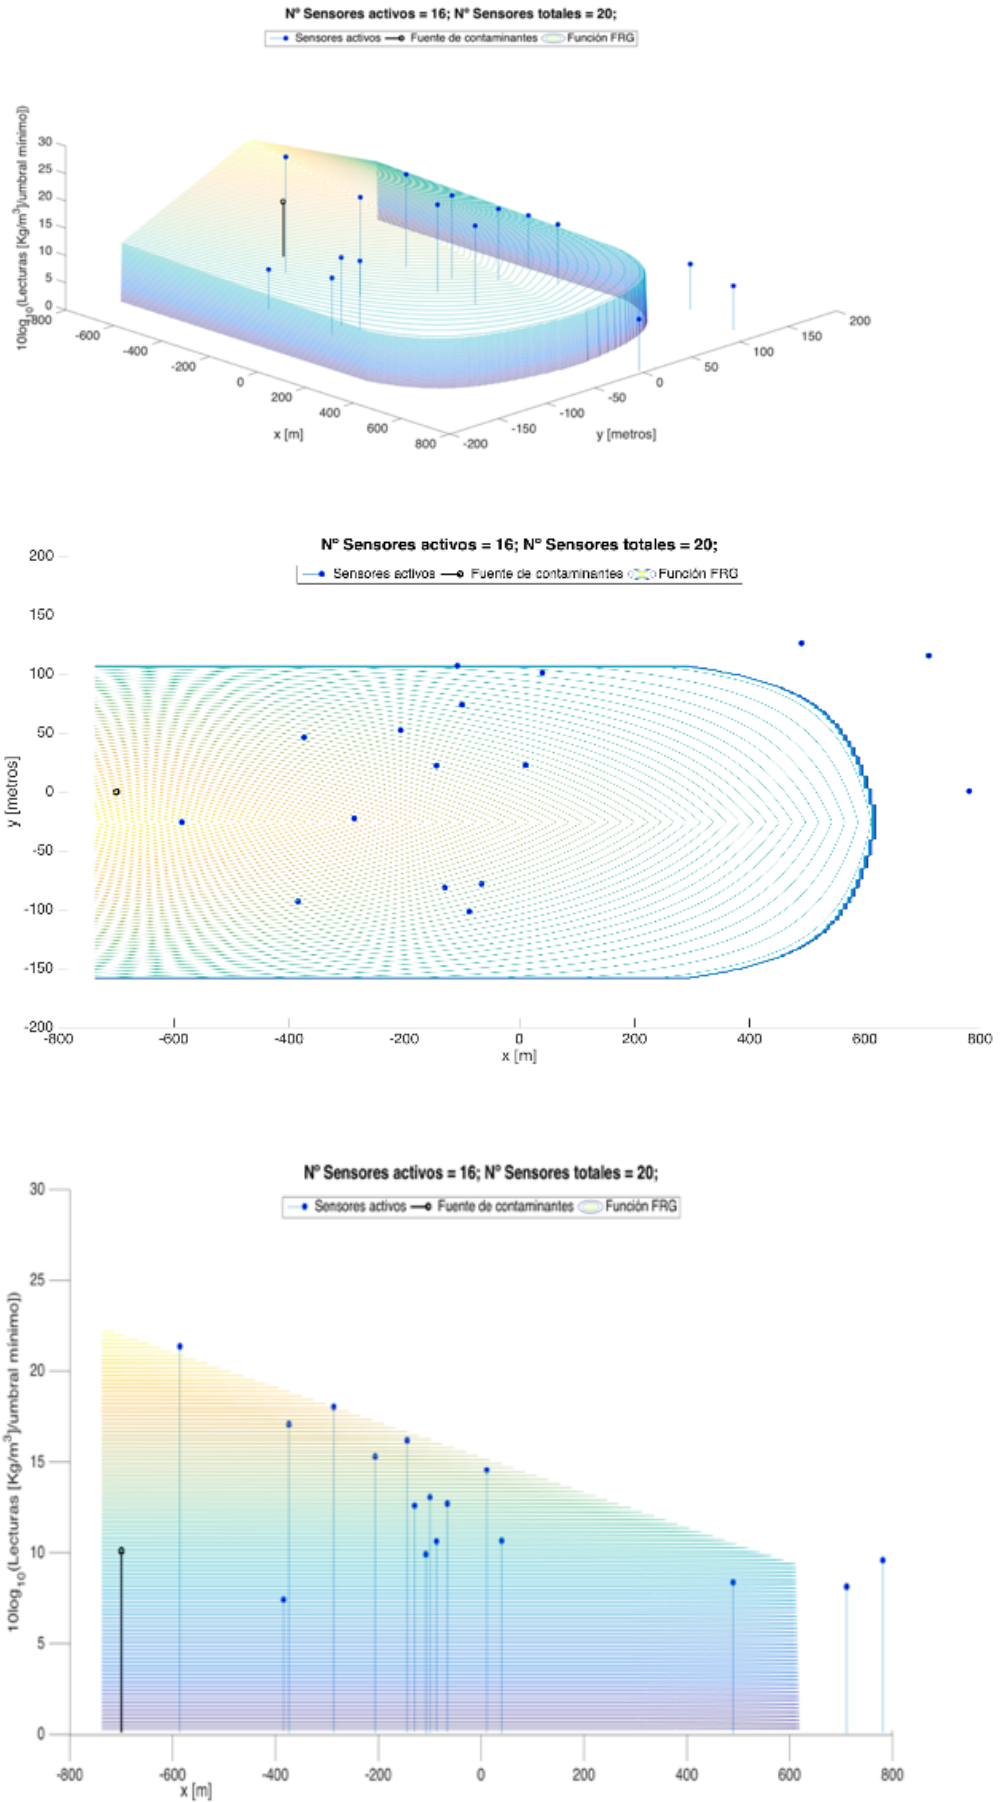 Nº Sensores activos = 16; Nº Sensores totales = 20;
Sensores activos Fuente de contaminantes Función FRG
10log10(Lecturas [Kg/m3]/umbral mínimo])
30
25
20
15
10
5
0
-800
-600
-400
-200
0
200
400
600
800
x [m]
-200
-150
-100
-50
0
50
100
150
200
y [metros]
Nº Sensores activos = 16; Nº Sensores totales = 20;
Sensores activos Fuente de contaminantes Función FRG
200
150
100
50
0
-50
-100
-150
-200
y [metros]
-800 -600 -400 -200 0 200 400 600 800
x [m]
Nº Sensores activos = 16; Nº Sensores totales = 20;
Sensores activos Fuente de contaminantes Función FRG
10log10(Lecturas [Kg/m3]/umbral mínimo])
30
25
20
15
10
5
0
-800 -600 -400 -200 0 200 400 600 800
x [m]